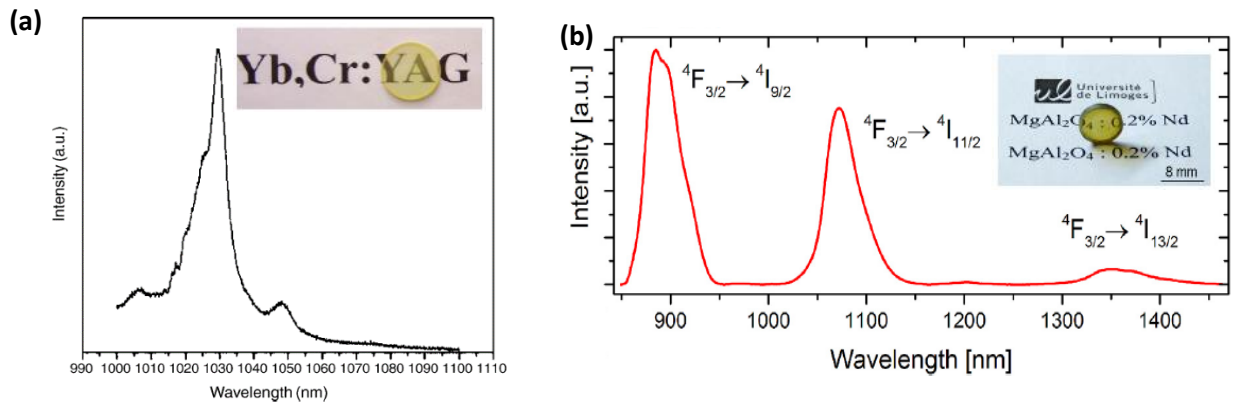 (a)
Intensity (a.u.)
Yb,Cr:YAG
990 1000 1010 1020 1030 1040 1050 1060 1070 1080 1090 1100 1110
Wavelength (nm)
(b)
Intensity [a.u.]
⁴F₃/₂→ ⁴I₉/₂
⁴F₃/₂→ ⁴I₁₁/₂
⁴F₃/₂→ ⁴I₁₃/₂
Université
de Limoges
MgAl₂O₄ : 0.2% Nd
MgAl₂O₄ : 0.2% Nd
8 mm
900 1000 1100 1200 1300 1400
Wavelength [nm]